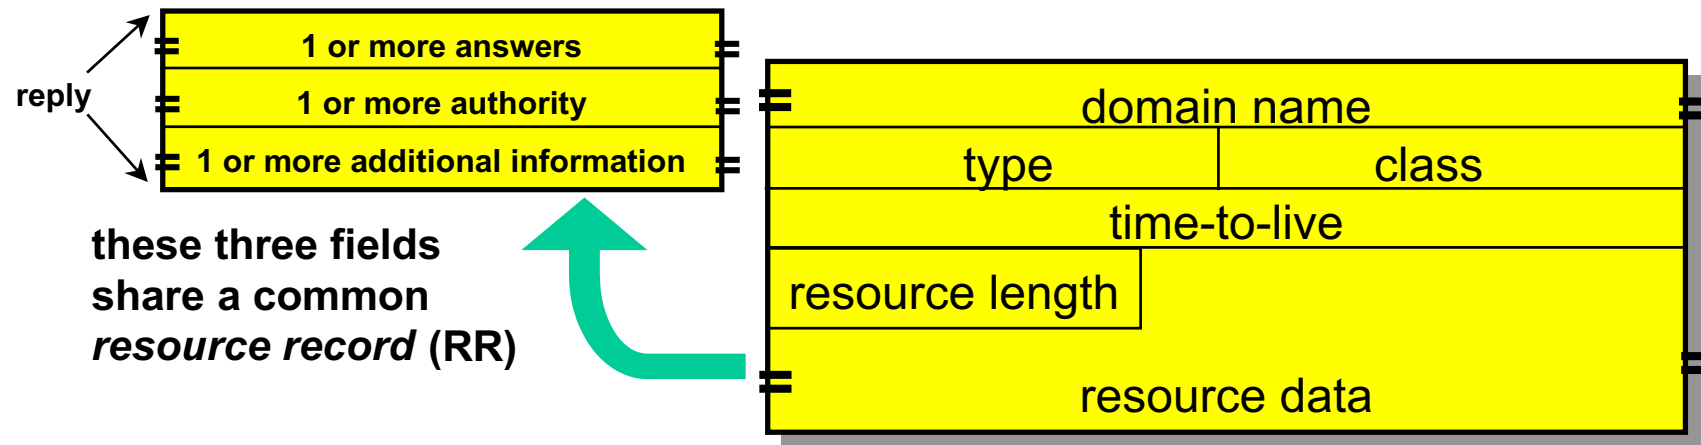 reply
1 or more answers
1 or more authority
1 or more additional information
these three fields
share a common
resource record (RR)
domain name
type class
time-to-live
resource length
resource data